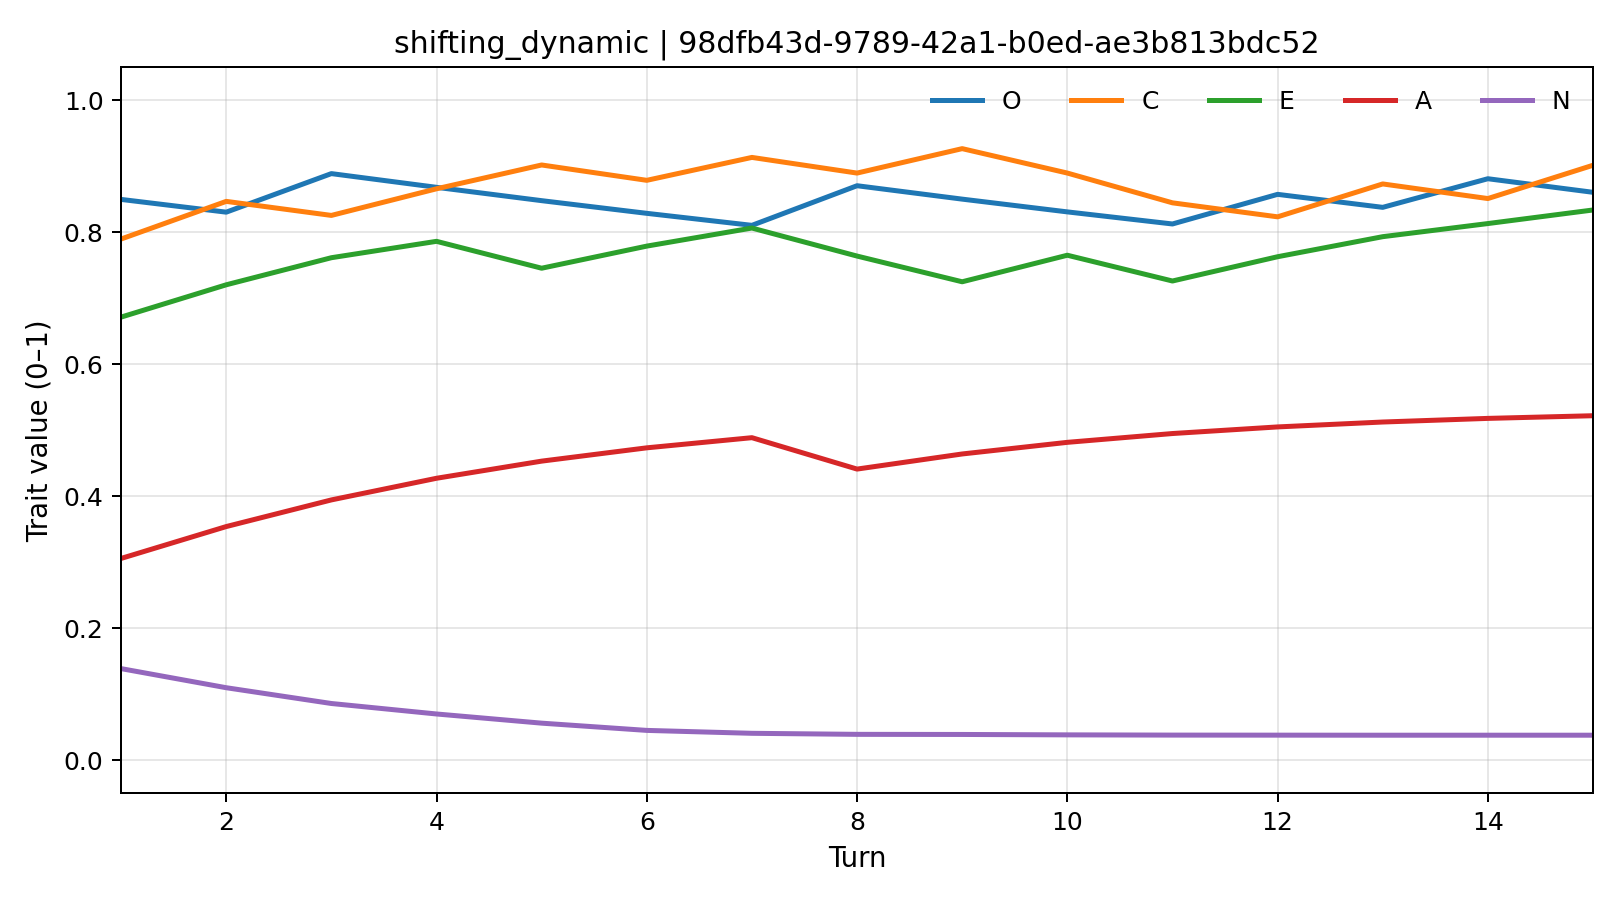 shifting_dynamic | 98dfb43d-9789-42a1-b0ed-ae3b813bdc52
O C E A N
1.0
0.8
0.6
0.4
0.2
0.0
Trait value (0–1)
2 4 6 8 10 12 14
Turn